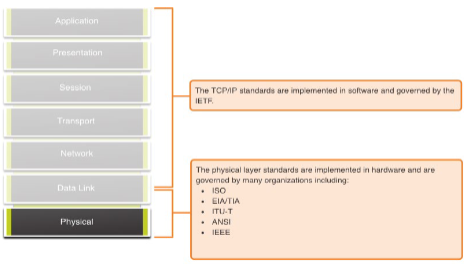 Application
Presentation
Session
Transport
Network
Data Link
Physical
The TCP/IP standards are implemented in software and governed by the
IETF.
The physical layer standards are implemented in hardware and are
governed by many organizations including:
• ISO
• EIA/TIA
• ITU-T
• ANSI
• IEEE